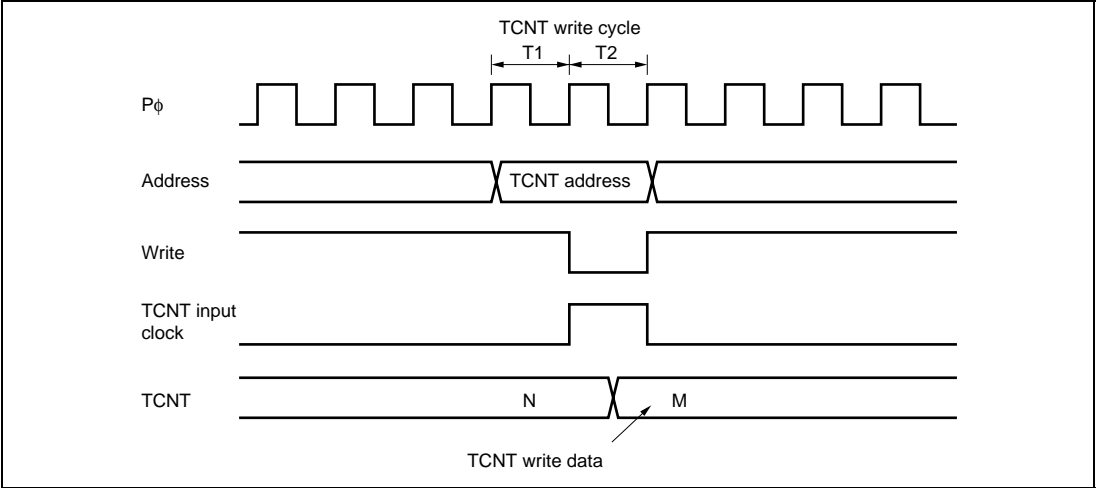 TCNT write cycle
T1 T2
Pϕ
Address
TCNT address
Write
TCNT input
clock
TCNT
N
M
TCNT write data